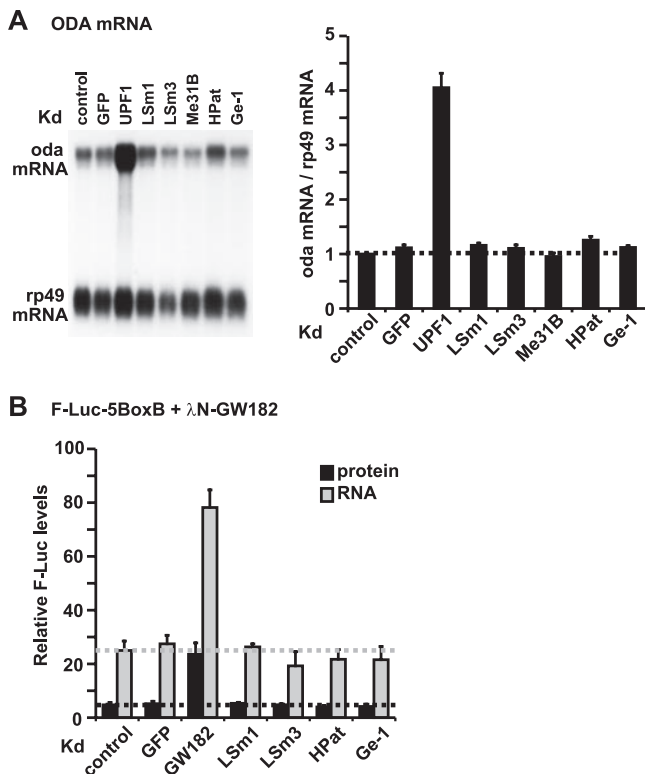 A ODA mRNA
Kd control GFP UPF1 LSm1 LSm3 Me31B HPat Ge-1
oda
mRNA
rp49
mRNA
oda mRNA / rp49 mRNA
5
4
3
2
1
0
Kd control GFP UPF1 LSm1 LSm3 Me31B HPat Ge-1
B F-Luc-5BoxB + λN-GW182
Relative F-Luc levels
100
80
60
40
20
0
protein
RNA
Kd control GFP GW182 LSm1 LSm3 HPat Ge-1